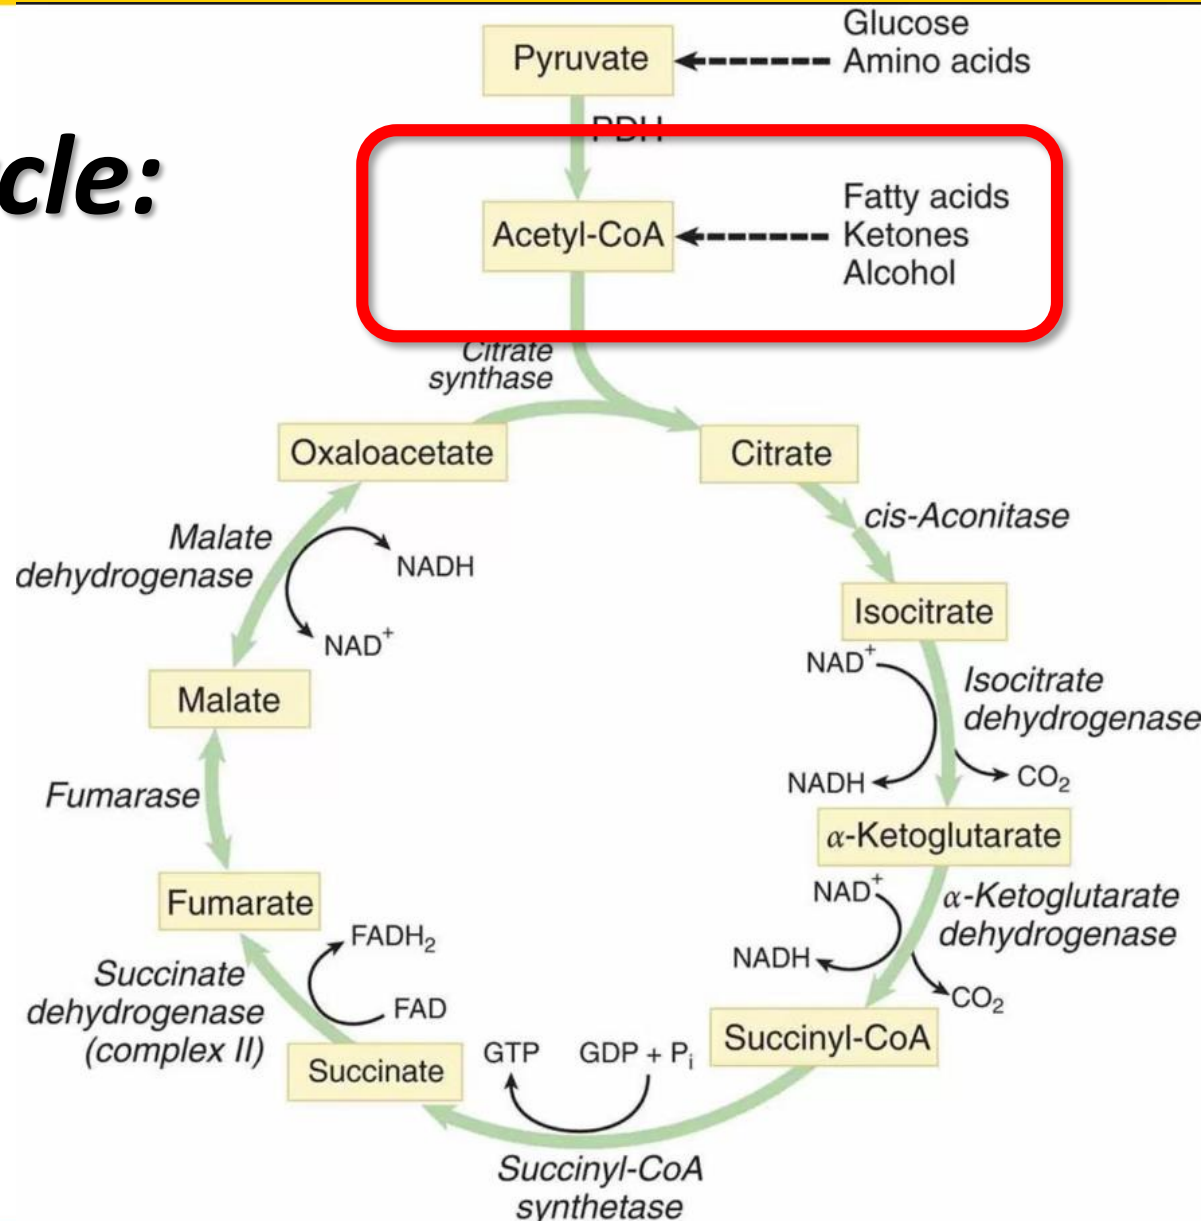 Glucose
Pyruvate
Amino acids
PDH
cle:
Fatty acids
Acetyl-CoA
Ketones
Alcohol
Citrate
synthase
Oxaloacetate
Citrate
cis-Aconitase
Malate
dehydrogenase
NADH
NAD+
Isocitrate
NAD+
Isocitrate
dehydrogenase
Malate
NADH
CO2
Fumarase
α-Ketoglutarate
NAD+
α-Ketoglutarate
dehydrogenase
Fumarate
FADH2
NADH
Succinate
dehydrogenase
(complex II)
FAD
CO2
Succinyl-CoA
GTP
GDP + Pi
Succinate
Succinyl-CoA
synthetase